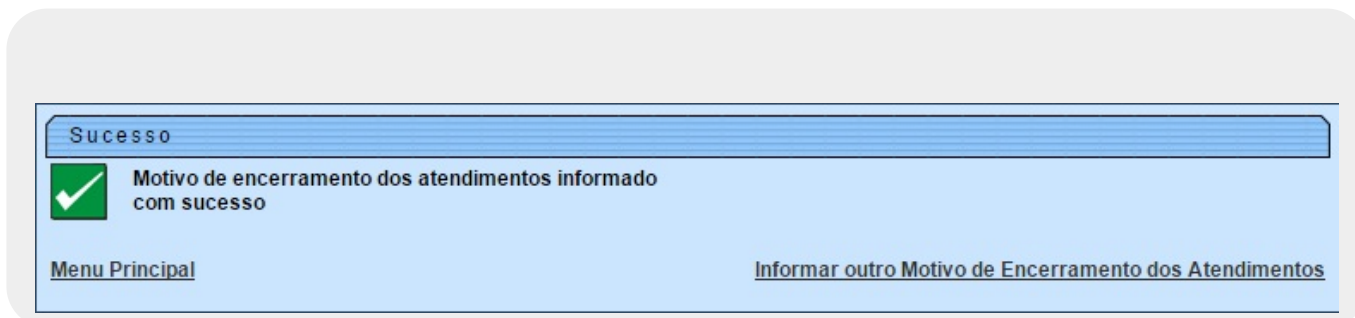 Sucesso
Motivo de encerramento dos atendimentos informado
com sucesso
Menu Principal
Informar outro Motivo de Encerramento dos Atendimentos